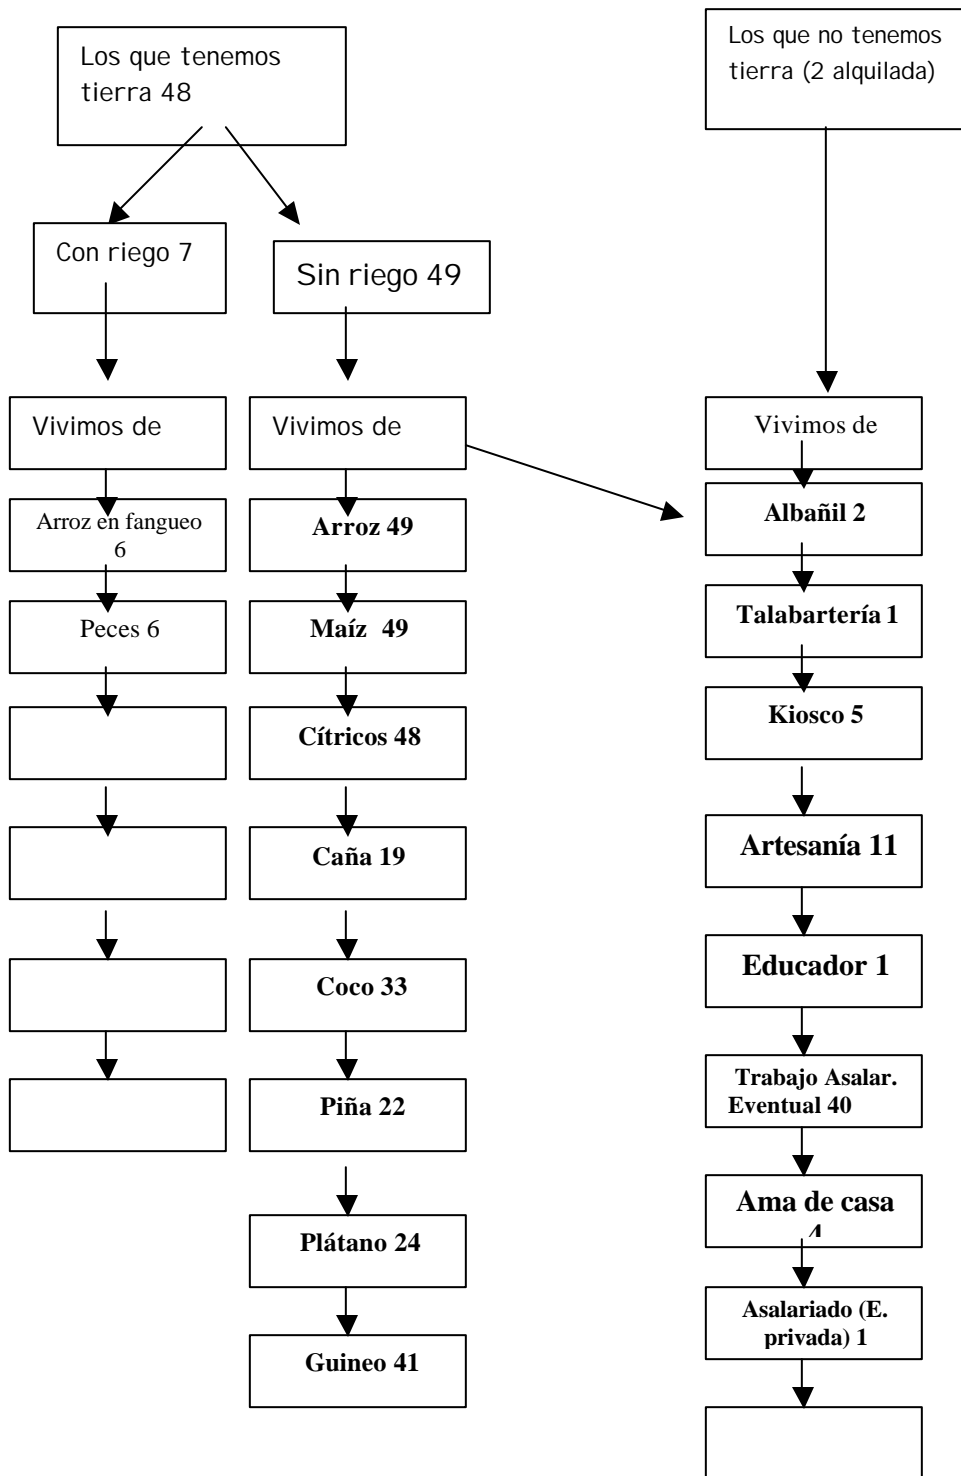 Los que tenemos
tierra 48
Los que no tenemos
tierra (2 alquilada)
Con riego 7
Sin riego 49
Vivimos de
Arroz en fangueo
6
Peces 6
Vivimos de
Arroz 49
Maíz 49
Cítricos 48
Caña 19
Coco 33
Piña 22
Plátano 24
Guineo 41
Vivimos de
Albañil 2
Talabartería 1
Kiosco 5
Artesanía 11
Educador 1
Trabajo Asalar.
Eventual 40
Ama de casa
4
Asalariado (E.
privada) 1